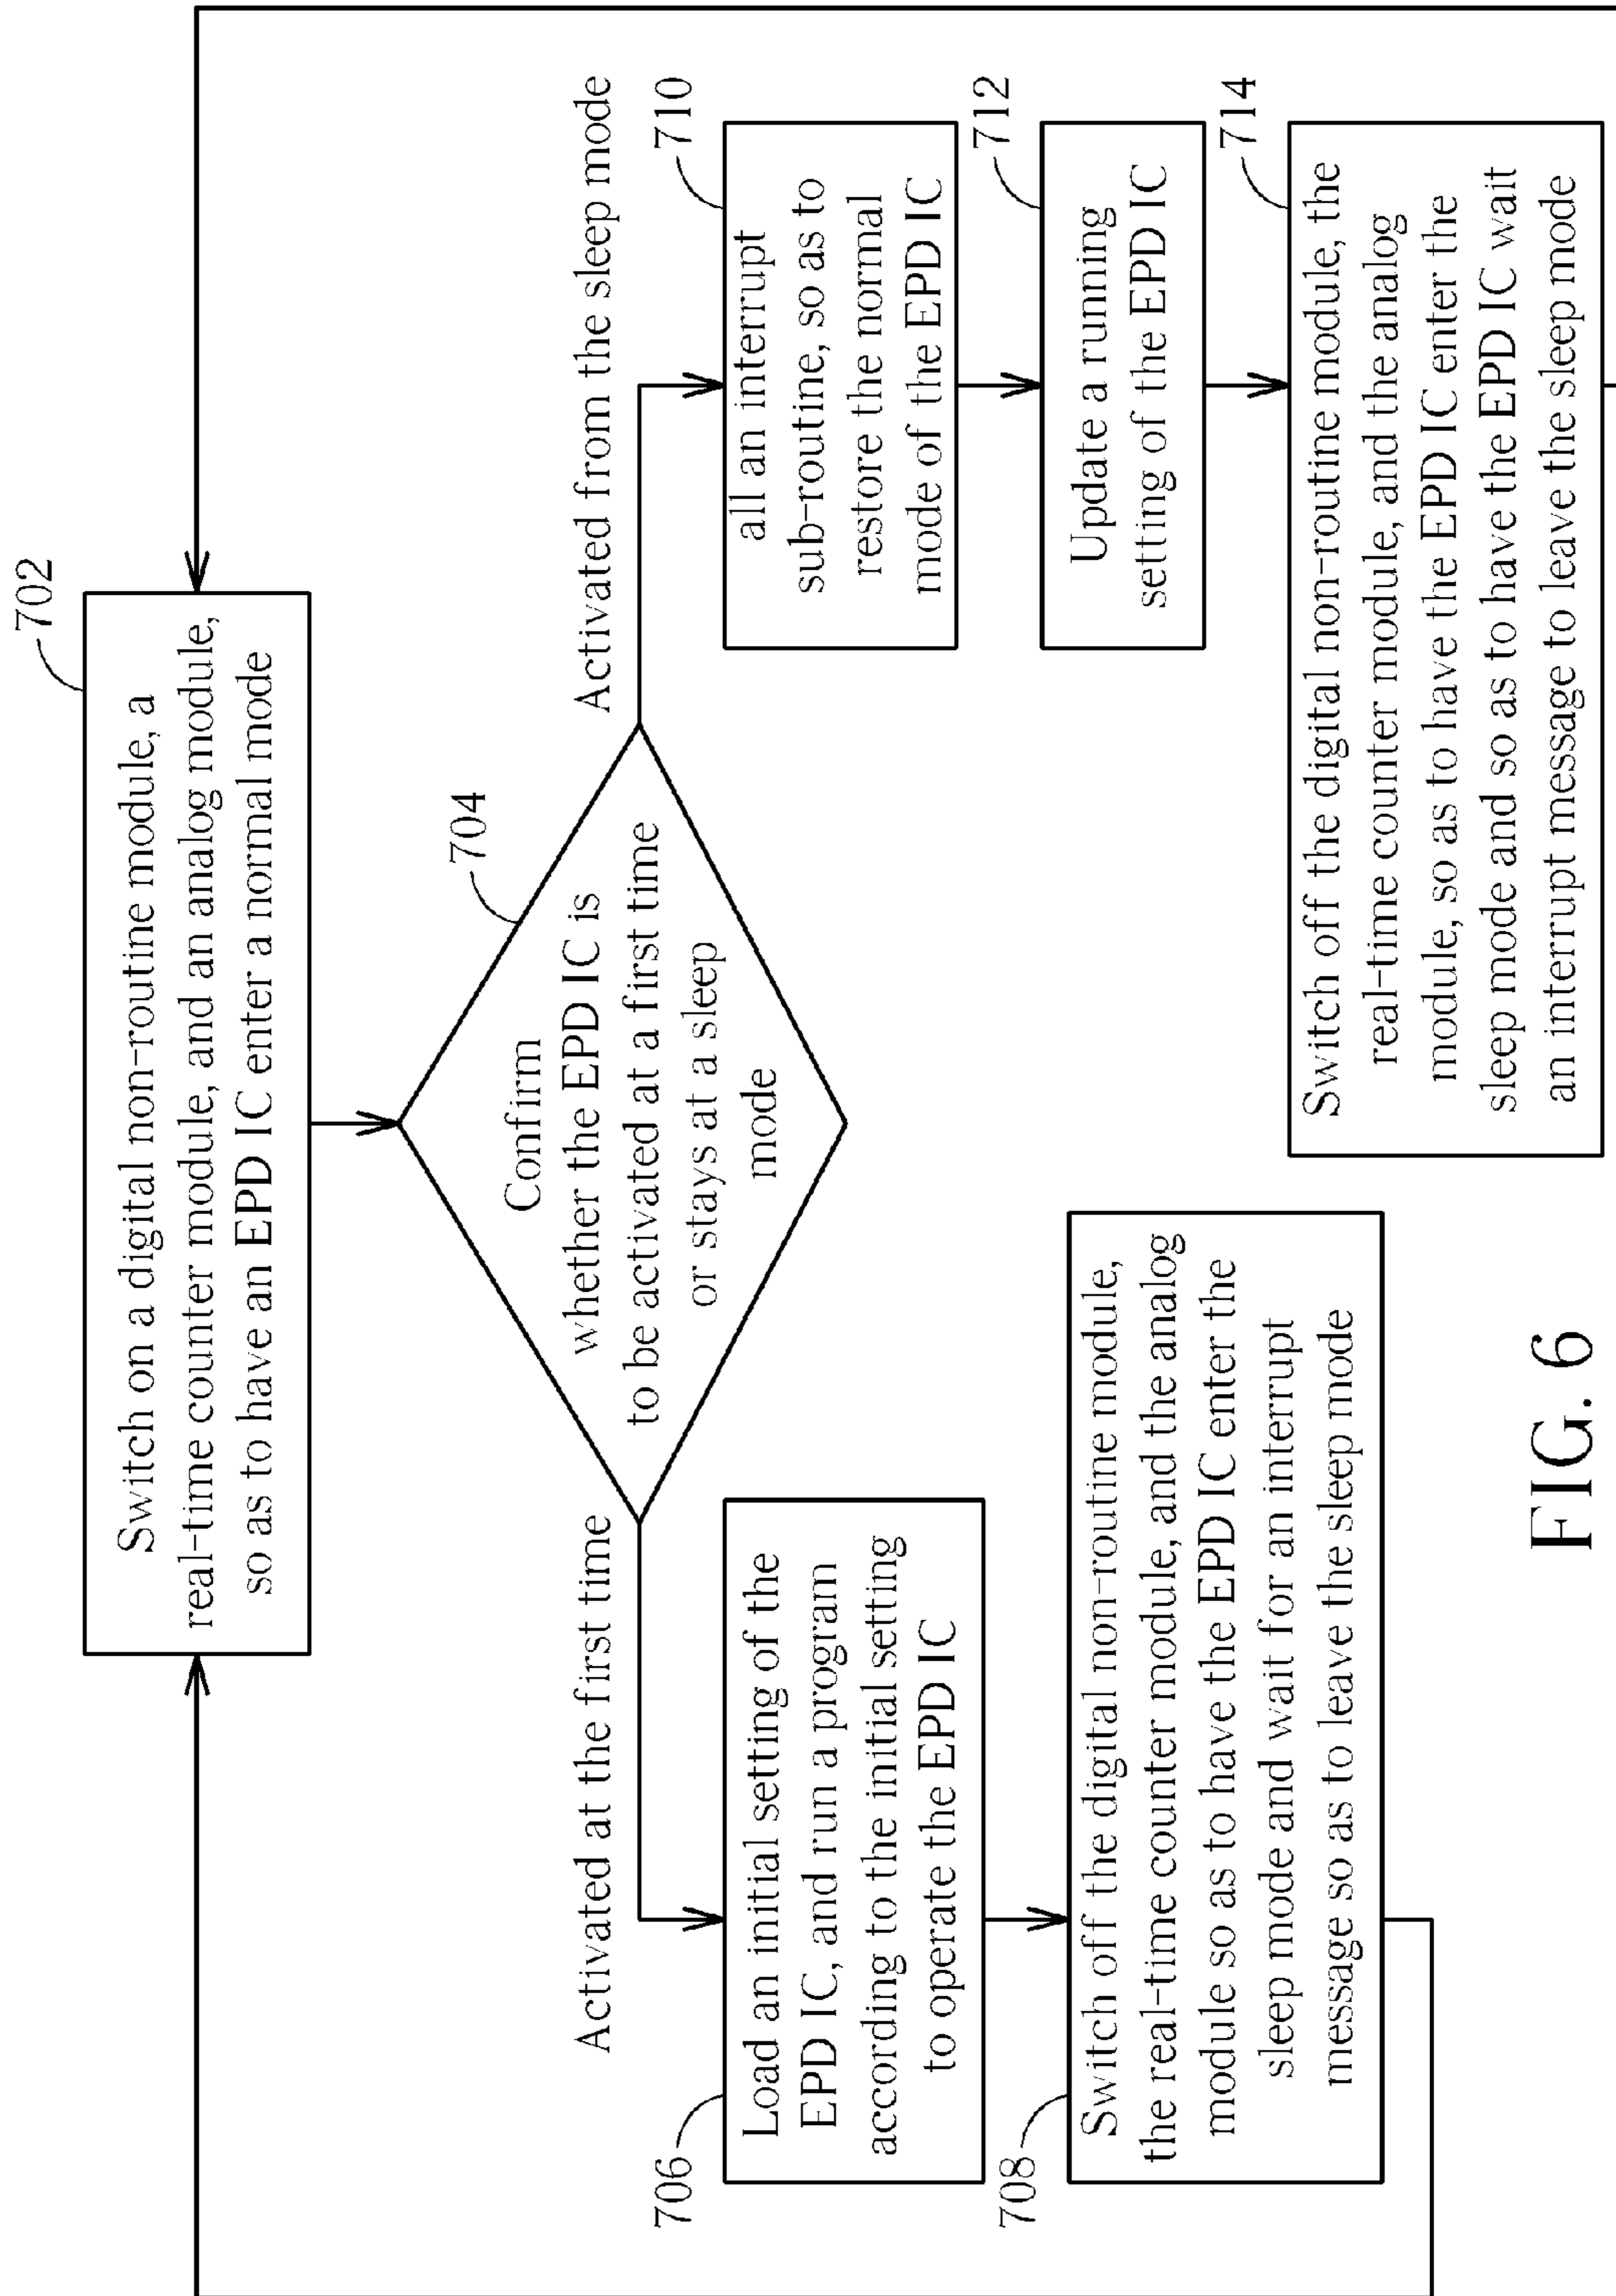 702
Switch on a digital non-routine module, a
real-time counter module, and an analog module,
so as to have an EPD IC enter a normal mode
704
Confirm
whether the EPD IC is
to be activated at a first time
or stays at a sleep
mode
Activated at the first time
Activated from the sleep mode
706
Load an initial setting of the
EPD IC, and run a program
according to the initial setting
to operate the EPD IC
708
Switch off the digital non-routine module,
the real-time counter module, and the analog
module so as to have the EPD IC enter the
sleep mode and wait for an interrupt
message so as to leave the sleep mode
710
all an interrupt
sub-routine, so as to
restore the normal
mode of the EPD IC
712
Update a running
setting of the EPD IC
714
Switch off the digital non-routine module, the
real-time counter module, and the analog
module, so as to have the EPD IC enter the
sleep mode and so as to have the EPD IC wait
an interrupt message to leave the sleep mode
FIG. 6